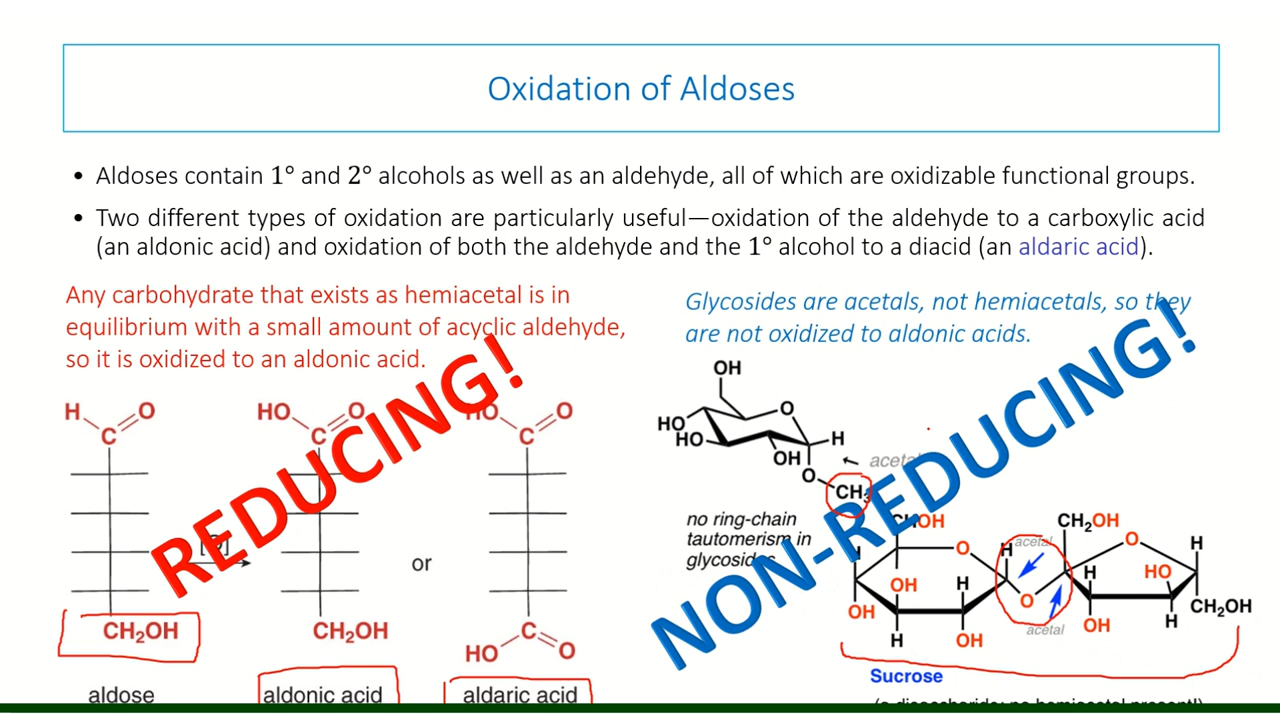 Oxidation of Aldoses
• Aldoses contain 1° and 2° alcohols as well as an aldehyde, all of which are oxidizable functional groups.
• Two different types of oxidation are particularly useful—oxidation of the aldehyde to a carboxylic acid
(an aldonic acid) and oxidation of both the aldehyde and the 1° alcohol to a diacid (an aldaric acid).
Any carbohydrate that exists as hemiacetal is in
equilibrium with a small amount of acyclic aldehyde,
so it is oxidized to an aldonic acid.
REDUCING!
H O
C
[O]
CH₂OH
aldose
HO O
C
CH₂OH
aldonic acid
or
HO O
C
C
HO O
aldaric acid
Glycosides are acetals, not hemiacetals, so they
are not oxidized to aldonic acids.
NON-REDUCING!
OH
O
HO
HO
H
OH
acetal
O
CH₃
no ring-chain
tautomerism in
glycosides
CH₂OH
O
H
H
OH
H
OH
H
OH
acetal
O
acetal
CH₂OH
O
H
H
HO
CH₂OH
OH
H
Sucrose
(a disaccharide: no hemiacetal present!)